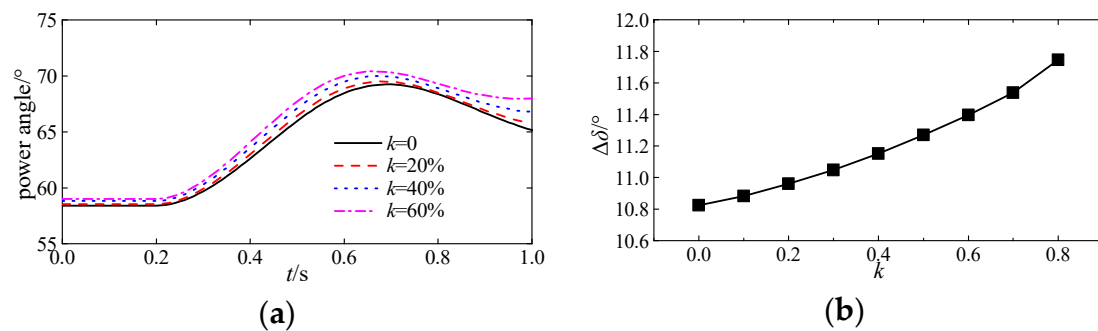 power angle/°
75
70
65
60
55
0.0 0.2 0.4 0.6 0.8 1.0
t/s
k=0
k=20%
k=40%
k=60%
(a)
Δδ/°
12.0
11.8
11.6
11.4
11.2
11.0
10.8
10.6
0.0 0.2 0.4 0.6 0.8
k
(b)